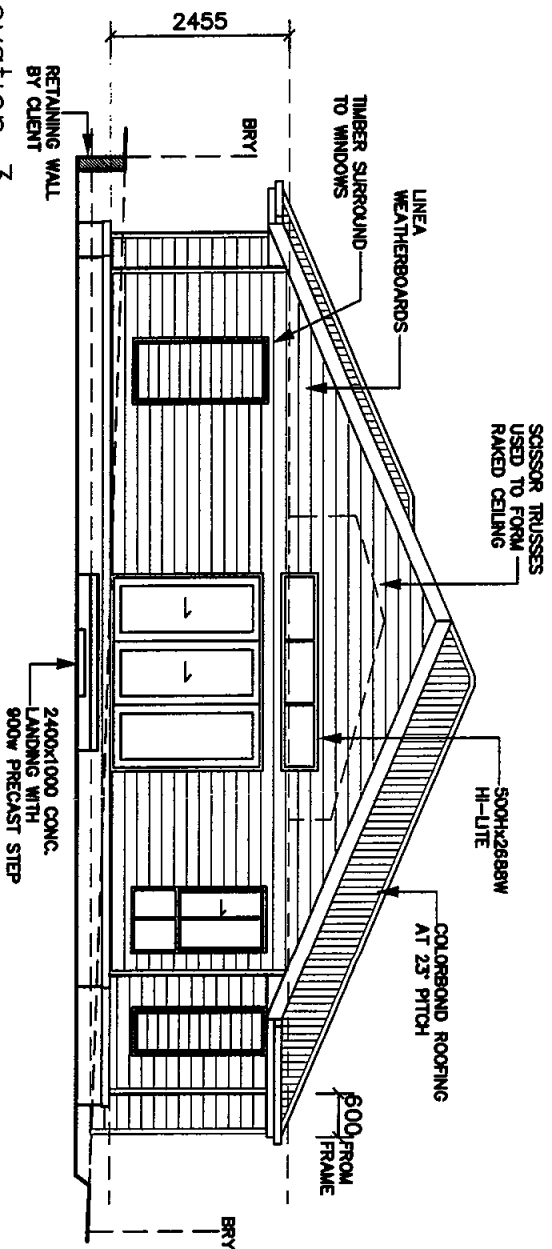 SCISSOR TRUSSES
USED TO FORM
RAKED CEILING
500Hx2688W
HI-LITE
COLORBOND ROOFING
AT 23° PITCH
LINEA
WEATHERBOARDS
TIMBER SURROUND
TO WINDOWS
600
FROM
FRAME
2455
BRY
BRY
RETAINING WALL
BY CLIENT
2400x1000 CONC.
LANDING WITH
900w PRECAST STEP